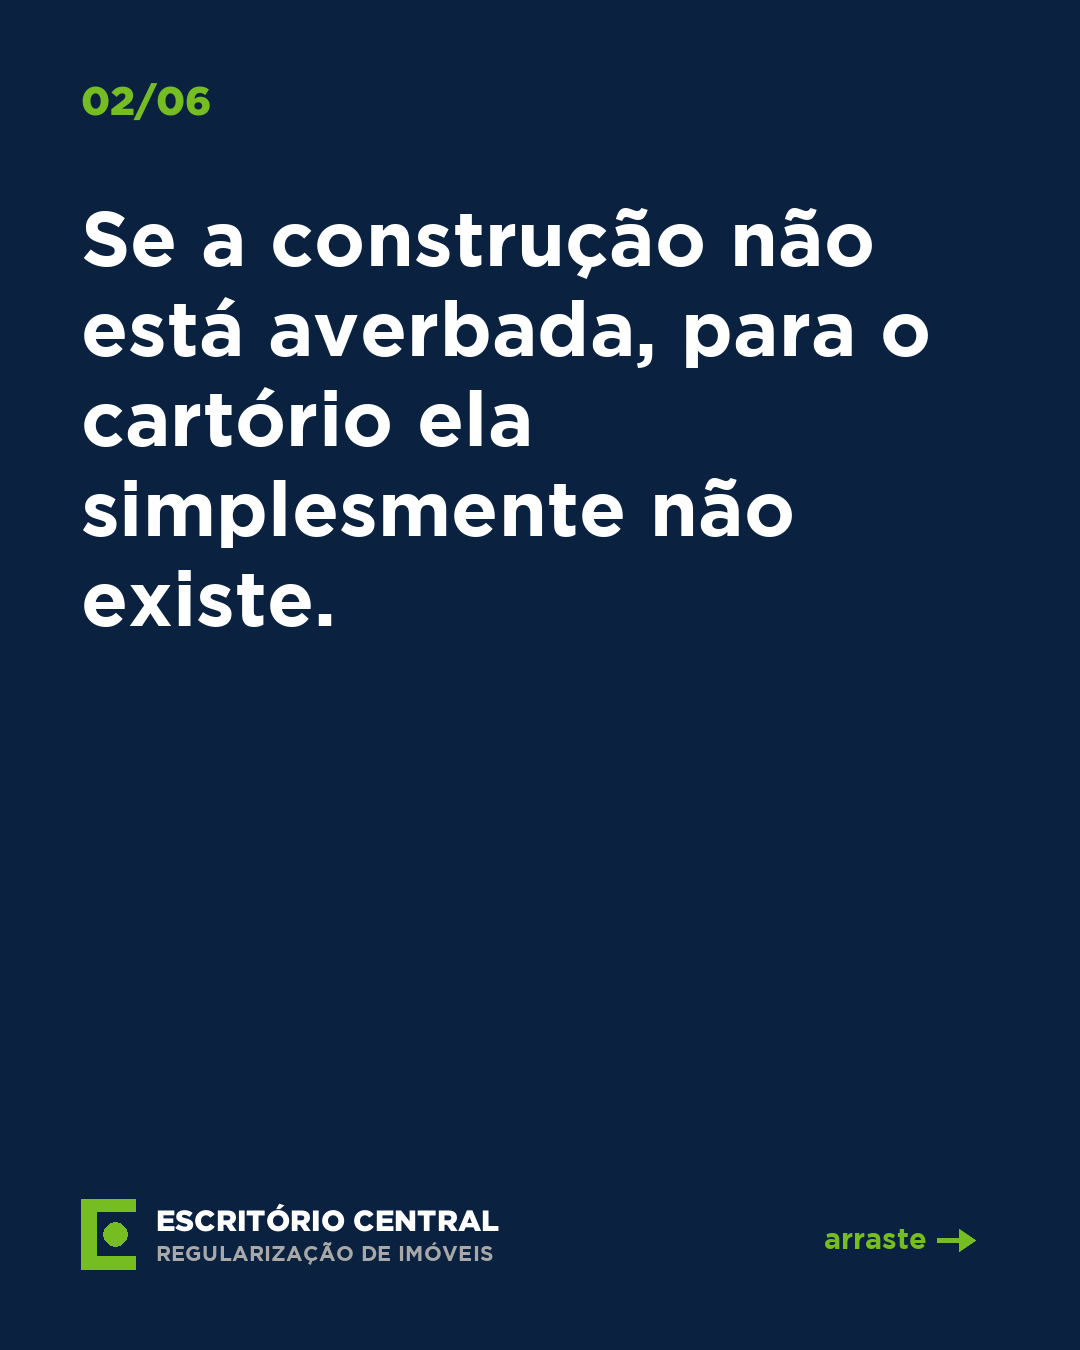 02/06
Se a construção não
está averbada, para o
cartório ela
simplesmente não
existe.
ESCRITÓRIO CENTRAL
REGULARIZAÇÃO DE IMÓVEIS
arraste